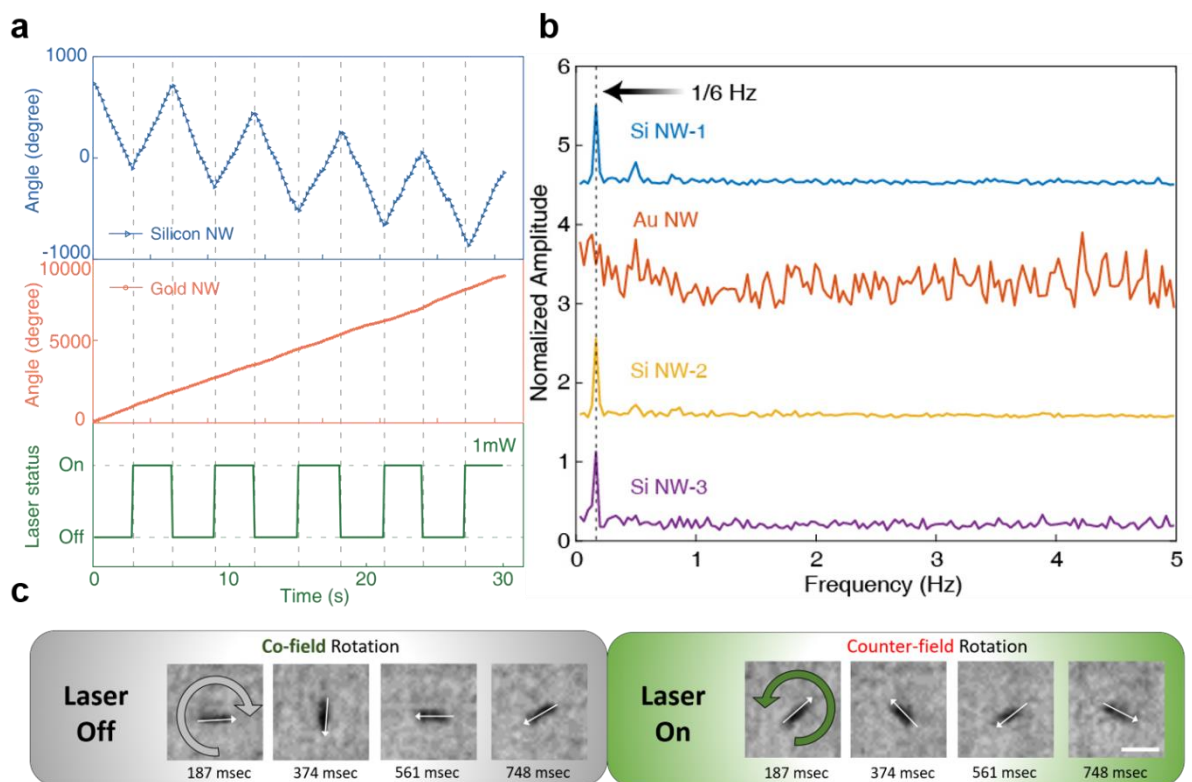 a
1000
0
-1000
Angle (degree)
Silicon NW
10000
5000
0
Angle (degree)
Gold NW
1mW
On
Off
Laser status
0
10
20
30
Time (s)
b
6
5
4
3
2
1
0
Nomalized Amplitude
1/6 Hz
Si NW-1
Au NW
Si NW-2
Si NW-3
0
1
2
3
4
5
Frequency (Hz)
c
Laser
Off
Co-field Rotation
187 msec
374 msec
561 msec
748 msec
Laser
On
Counter-field Rotation
187 msec
374 msec
561 msec
748 msec